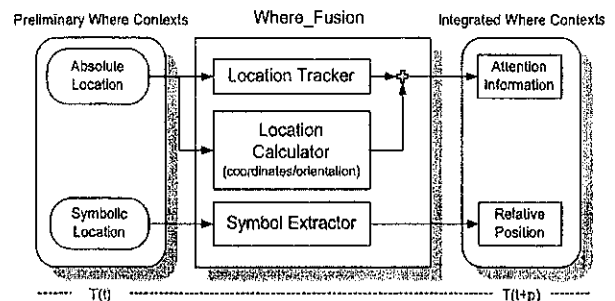 Preliminary Where Contexts
Where_Fusion
Integrated Where Contexts
Absolute
Location
Location Tracker
Attention
Information
Location
Calculator
(coordinates/orientation)
Symbolic
Location
Symbol Extractor
Relative
Position
T(t)
T(t+p)